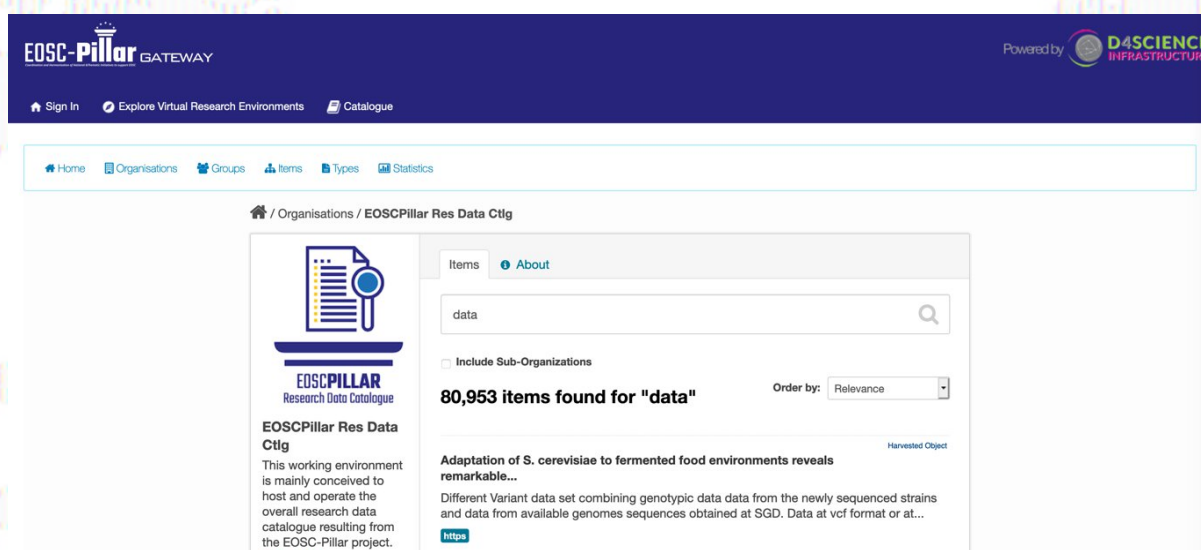 EOSC-Pillar GATEWAY
Powered by D4SCIENCE
INFRASTRUCTUR
Sign In Explore Virtual Research Environments Catalogue
Home Organisations Groups Items Types Statistics
/ Organisations / EOSCPillar Res Data Ctlg
Items About
data
Include Sub-Organizations
80,953 items found for "data"
Order by: Relevance
EOSCPILLAR
Research Data Catalogue
EOSCPillar Res Data
Ctlg
This working environment
is mainly conceived to
host and operate the
overall research data
catalogue resulting from
the EOSC-Pillar project.
Harvested Object
Adaptation of S. cerevisiae to fermented food environments reveals
remarkable...
Different Variant data set combining genotypic data data from the newly sequenced strains
and data from available genomes sequences obtained at SGD. Data at vcf format or at...
https